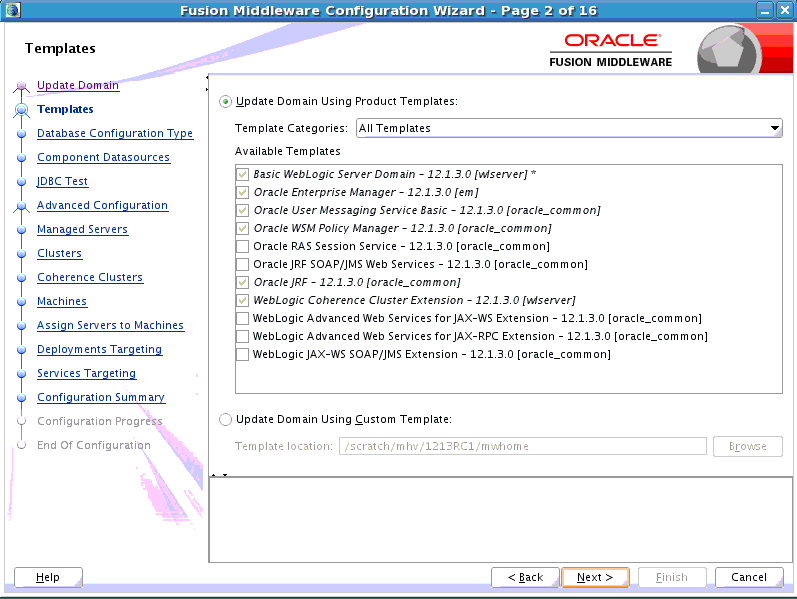 Fusion Middleware Configuration Wizard - Page 2 of 16
Templates
ORACLE
FUSION MIDDLEWARE
Update Domain
Templates
Database Configuration Type
Component Datasources
JDBC Test
Advanced Configuration
Managed Servers
Clusters
Coherence Clusters
Machines
Assign Servers to Machines
Deployments Targeting
Services Targeting
Configuration Summary
Configuration Progress
End Of Configuration
Update Domain Using Product Templates:
Template Categories: All Templates
Available Templates
Basic WebLogic Server Domain - 12.1.3.0 [wlserver] *
Oracle Enterprise Manager - 12.1.3.0 [em]
Oracle User Messaging Service Basic - 12.1.3.0 [oracle_common]
Oracle WSM Policy Manager - 12.1.3.0 [oracle_common]
Oracle RAS Session Service - 12.1.3.0 [oracle_common]
Oracle JRF SOAP/JMS Web Services - 12.1.3.0 [oracle_common]
Oracle JRF - 12.1.3.0 [oracle_common]
WebLogic Coherence Cluster Extension - 12.1.3.0 [wlserver]
WebLogic Advanced Web Services for JAX-WS Extension - 12.1.3.0 [oracle_common]
WebLogic Advanced Web Services for JAX-RPC Extension - 12.1.3.0 [oracle_common]
WebLogic JAX-WS SOAP/JMS Extension - 12.1.3.0 [oracle_common]
Update Domain Using Custom Template:
Template location: /scratch/mhv/1213RC1/mwhome Browse
Help < Back Next > Finish Cancel